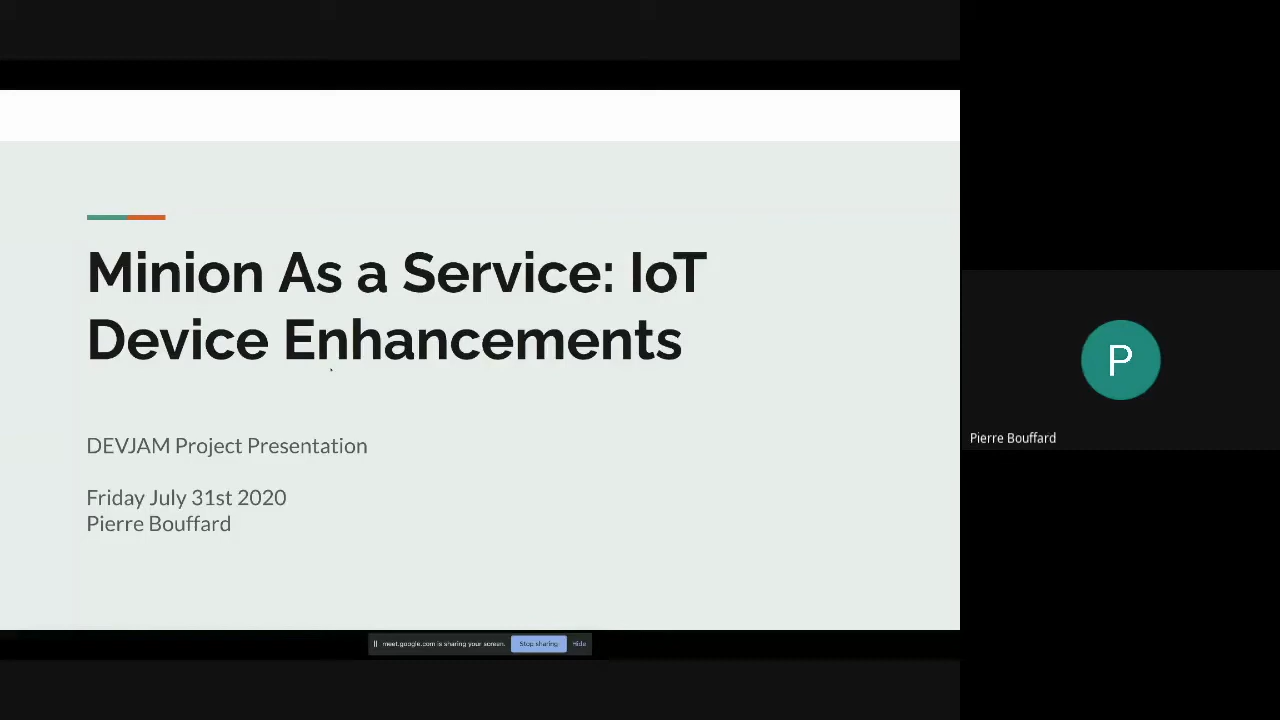 Minion As a Service: IoT
Device Enhancements
DEVJAM Project Presentation
Friday July 31st 2020
Pierre Bouffard
P
Pierre Bouffard
meet.google.com is sharing your screen.
Stop sharing
Hide